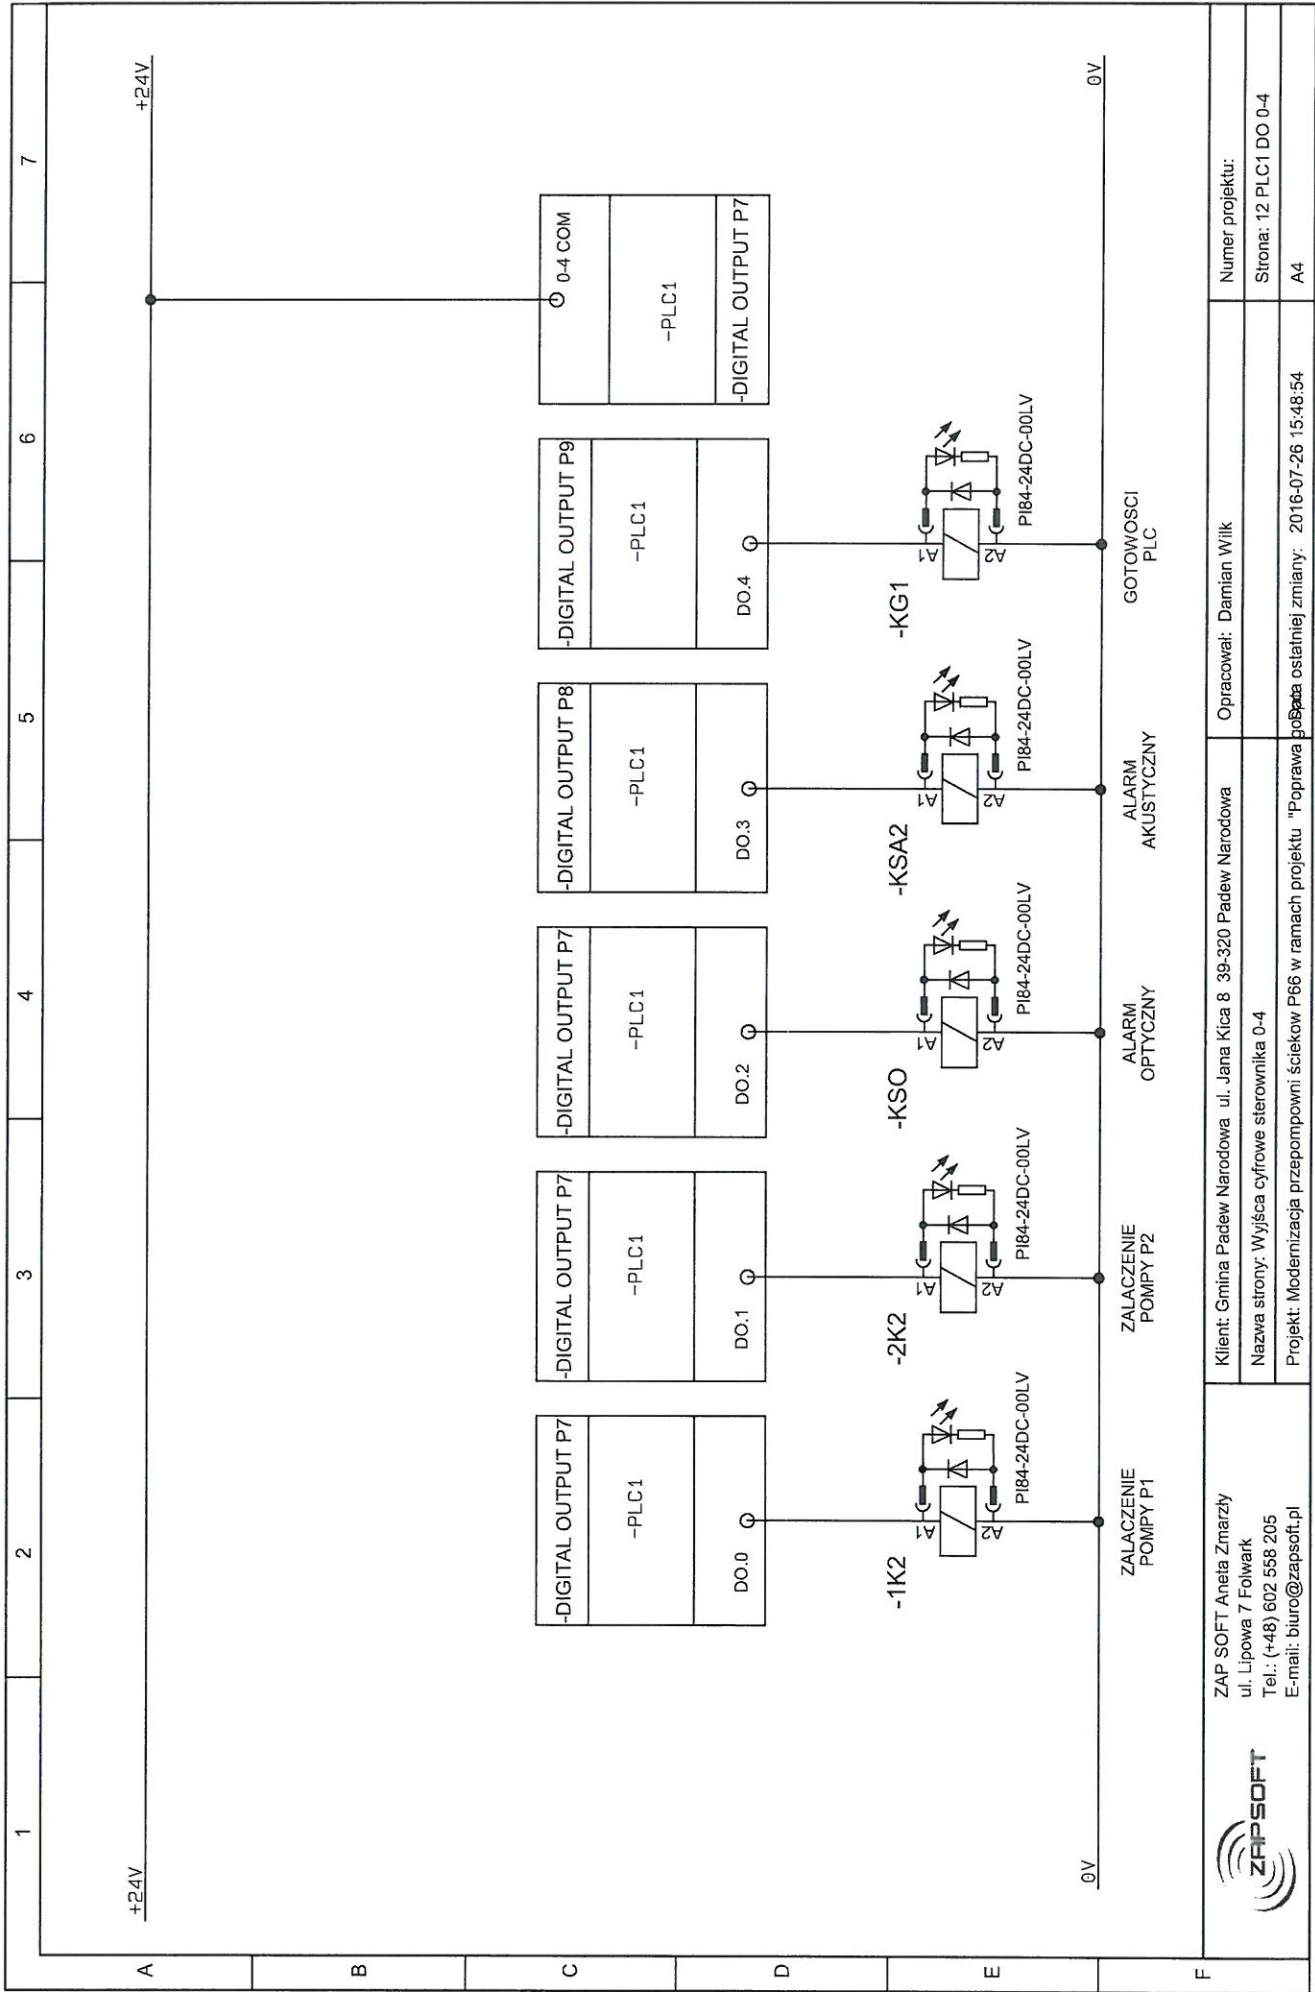 1 2 3 4 5 6 7
A
B
C
D
E
F
+24V +24V
-DIGITAL OUTPUT P7
-PLC1
DO.0
-DIGITAL OUTPUT P7
-PLC1
DO.1
-DIGITAL OUTPUT P7
-PLC1
DO.2
-DIGITAL OUTPUT P8
-PLC1
DO.3
-DIGITAL OUTPUT P9
-PLC1
DO.4
0-4 COM
-PLC1
-DIGITAL OUTPUT P7
-1K2
A1
A2
PI84-24DC-00LV
-2K2
A1
A2
PI84-24DC-00LV
-KSO
A1
A2
PI84-24DC-00LV
-KSA2
A1
A2
PI84-24DC-00LV
-KG1
A1
A2
PI84-24DC-00LV
0V 0V
ZALACZENIE
POMPY P1
ZALACZENIE
POMPY P2
ALARM
OPTYCZNY
ALARM
AKUSTYCZNY
GOTOWOSCI
PLC
ZAPSOFT
ZAP SOFT Aneta Zmarzły
ul. Lipowa 7 Folwark
Tel.: (+48) 602 558 205
E-mail: biuro@zapsoft.pl
Klient: Gmina Padew Narodowa ul. Jana Kica 8 39-320 Padew Narodowa
Nazwa strony: Wyjśca cyfrowe sterownika 0-4
Projekt: Modernizacja przepompowni ściekow P66 w ramach projektu "Poprawa
Opracował: Damian Wilk
ostatniej zmiany: 2016-07-26 15:48:54
Numer projektu:
Strona: 12 PLC1 DO 0-4
A4